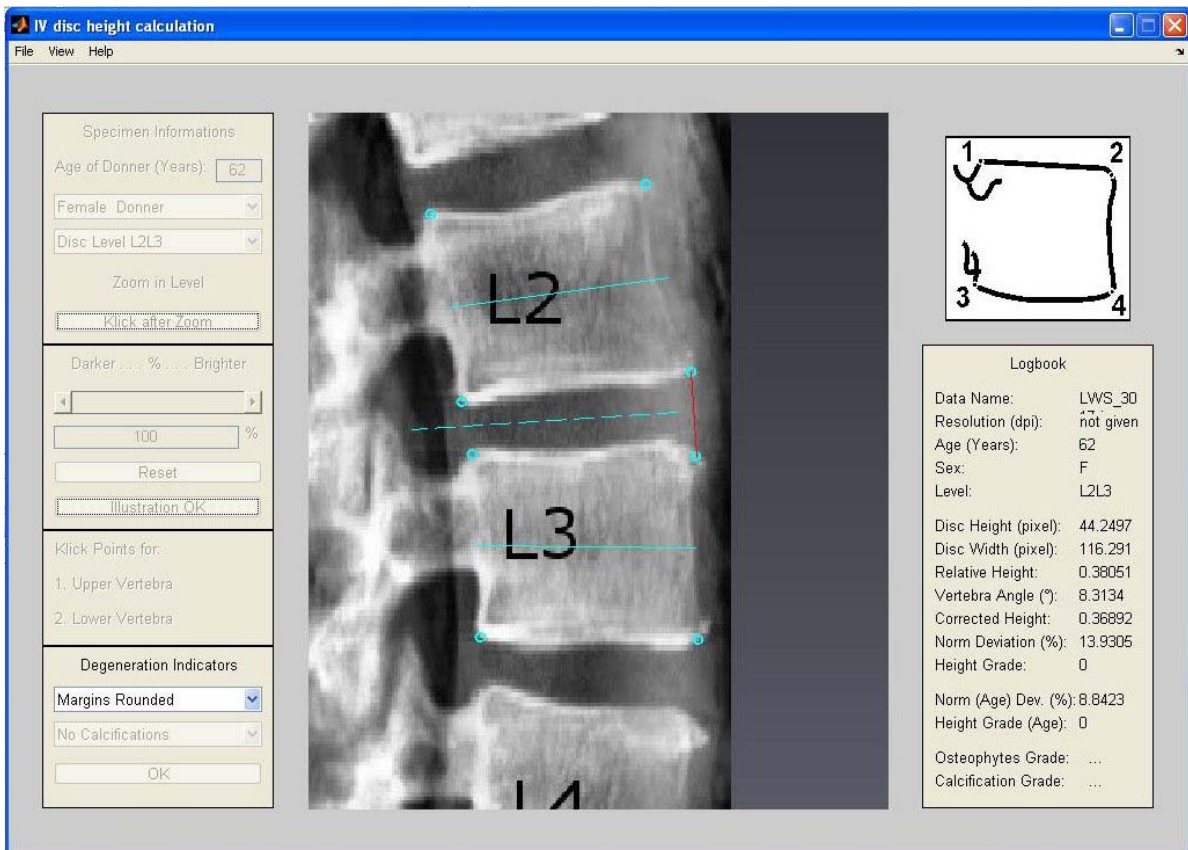 IV disc height calculation
File View Help
Specimen Informations
Age of Donner (Years): 62
Female Donner
Disc Level L2L3
Zoom in Level
Klick after Zoom
Darker . . . % . . . Brighter
100 %
Reset
Illustration OK
Klick Points for:
1. Upper Vertebra
2. Lower Vertebra
Degeneration Indicators
Margins Rounded
No Calcifications
OK
L2
L3
L4
1 2
3 4
Logbook
Data Name: LWS_30
Resolution (dpi): not given
Age (Years): 62
Sex: F
Level: L2L3
Disc Height (pixel): 44.2497
Disc Width (pixel): 116.291
Relative Height: 0.38051
Vertebra Angle (°): 8.3134
Corrected Height: 0.36892
Norm Deviation (%): 13.9305
Height Grade: 0
Norm (Age) Dev. (%): 8.8423
Height Grade (Age): 0
Osteophytes Grade: ...
Calcification Grade: ...